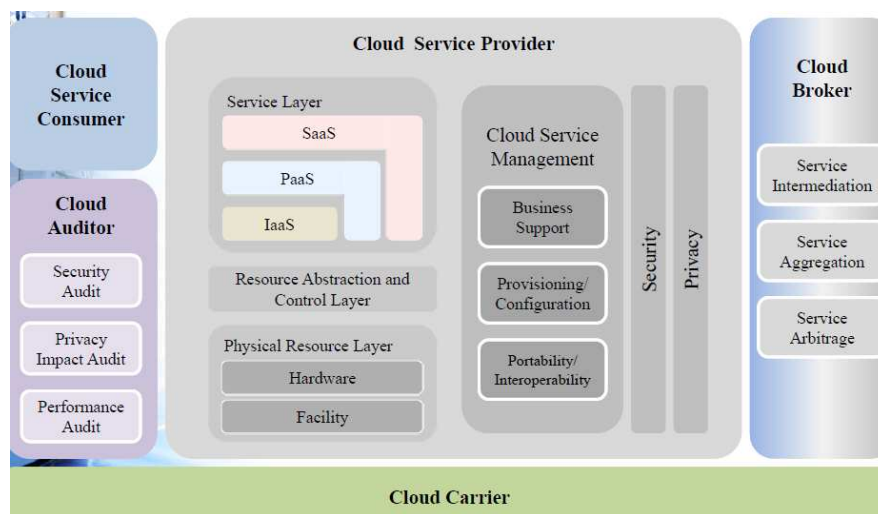 Cloud
Service
Consumer
Cloud
Auditor
Security
Audit
Privacy
Impact Audit
Performance
Audit
Cloud Service Provider
Service Layer
SaaS
PaaS
IaaS
Resource Abstraction and
Control Layer
Physical Resource Layer
Hardware
Facility
Cloud Service
Management
Business
Support
Provisioning/
Configuration
Portability/
Interoperability
Security
Privacy
Cloud
Broker
Service
Intermediation
Service
Aggregation
Service
Arbitrage
Cloud Carrier